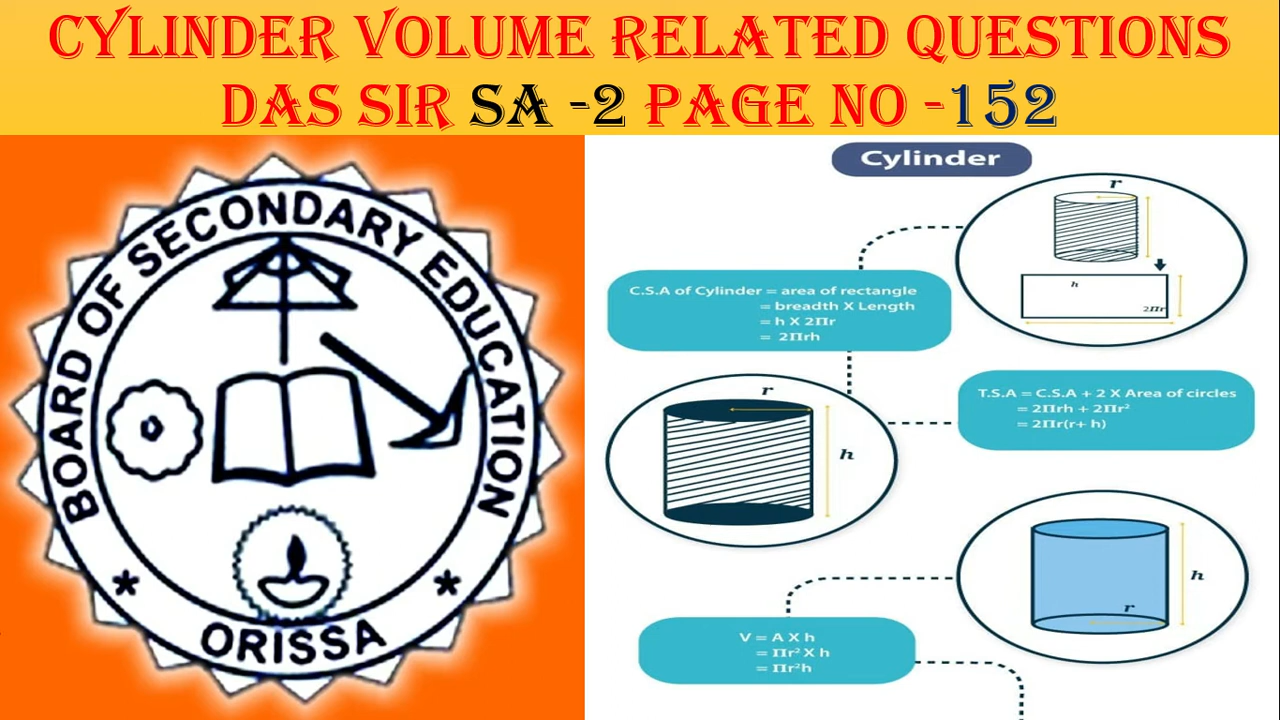 CYLINDER VOLUME RELATED QUESTIONS
DAS SIR SA -2 PAGE NO -152
BOARD OF SECONDARY EDUCATION
ORISSA
Cylinder
r
h
2Πr
C.S.A of Cylinder = area of rectangle
= breadth X Length
= h X 2Πr
= 2Πrh
r
h
T.S.A = C.S.A + 2 X Area of circles
= 2Πrh + 2Πr²
= 2Πr(r+ h)
h
r
V = A X h
= Πr² X h
= Πr²h